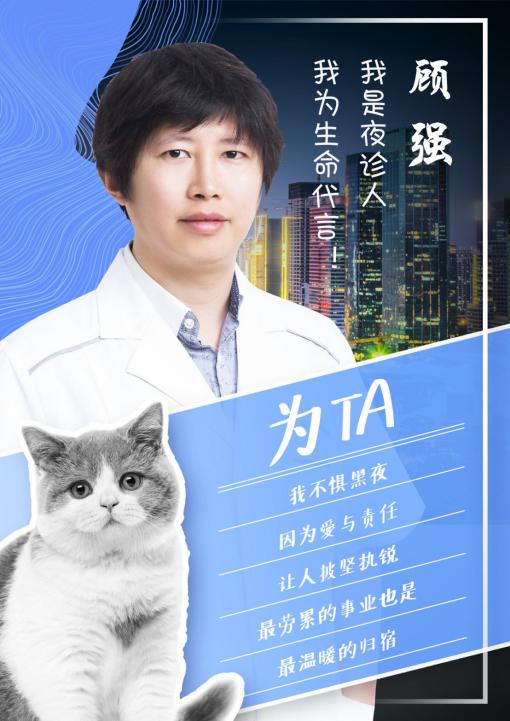 顾强
我是夜诊人
我为生命代言！
为TA
我不惧黑夜
因为愛与责任
让人披坚执锐
最劳累的事业也是
最温暖的归宿